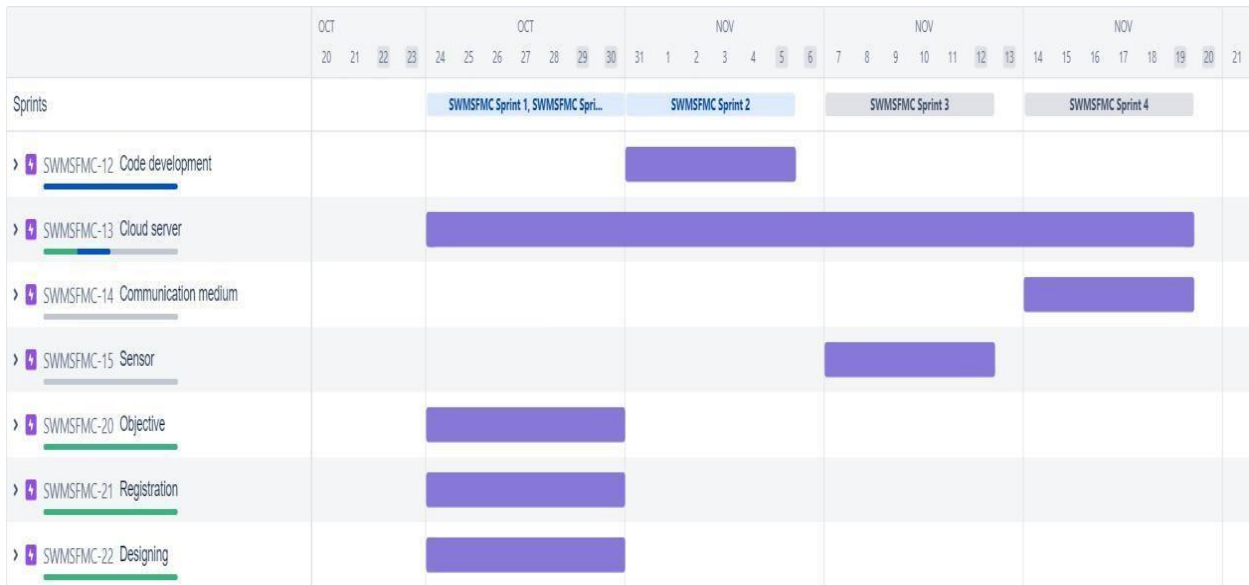 OCT OCT NOV NOV NOV
20 21 22 23 24 25 26 27 28 29 30 31 1 2 3 4 5 6 7 8 9 10 11 12 13 14 15 16 17 18 19 20 21
Sprints SWMSFMC Sprint 1, SWMSFMC Spri... SWMSFMC Sprint 2 SWMSFMC Sprint 3 SWMSFMC Sprint 4
SWMSFMC-12 Code development
SWMSFMC-13 Cloud server
SWMSFMC-14 Communication medium
SWMSFMC-15 Sensor
SWMSFMC-20 Objective
SWMSFMC-21 Registration
SWMSFMC-22 Designing